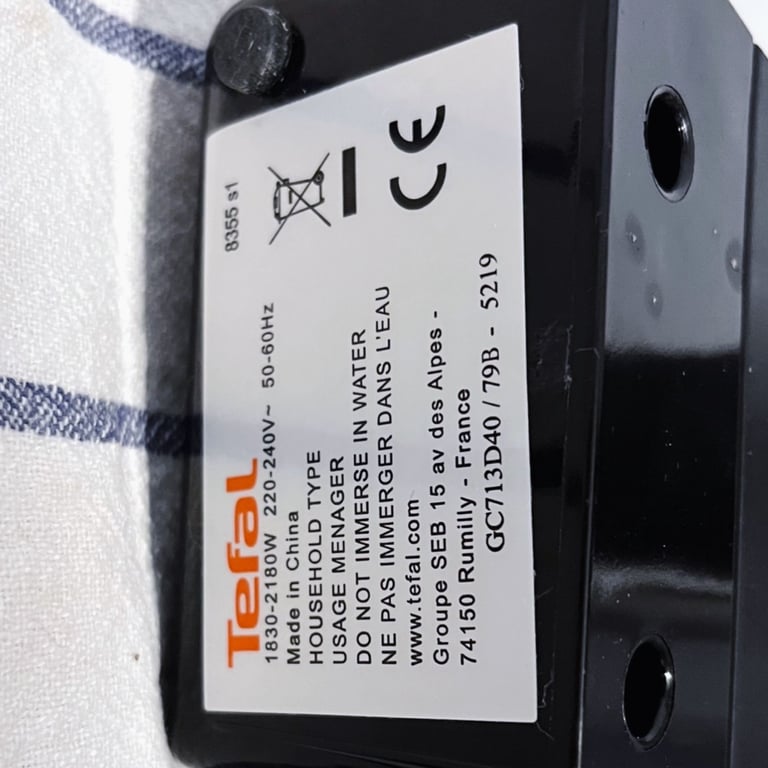 Tefal
8355 s1
1830-2180W 220-240V~ 50-60Hz
Made in China
HOUSEHOLD TYPE
USAGE MENAGER
DO NOT IMMERSE IN WATER
NE PAS IMMERGER DANS L'EAU
www.tefal.com
Groupe SEB 15 av des Alpes -
74150 Rumilly - France
GC713D40 / 79B - 5219
CE